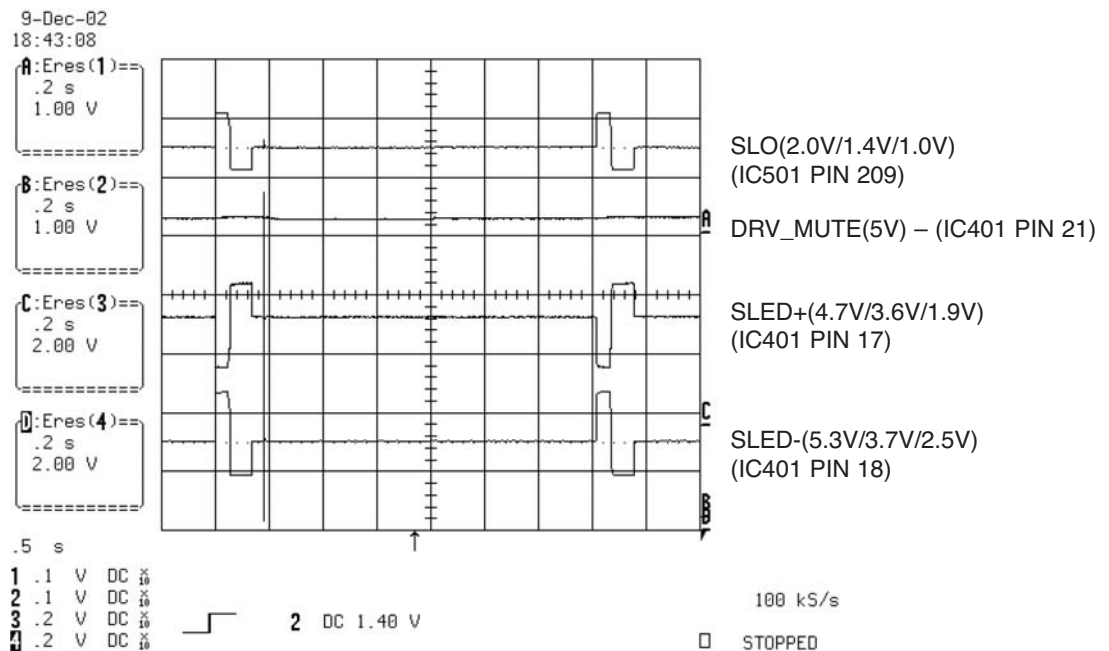 9-Dec-02
18:43:08
A:Eres(1)==
.2 s
1.00 V
B:Eres(2)==
.2 s
1.00 V
C:Eres(3)==
.2 s
2.00 V
D:Eres(4)==
.2 s
2.00 V
SLO(2.0V/1.4V/1.0V)
(IC501 PIN 209)
A
DRV_MUTE(5V) – (IC401 PIN 21)
SLED+(4.7V/3.6V/1.9V)
(IC401 PIN 17)
C
SLED-(5.3V/3.7V/2.5V)
(IC401 PIN 18)
.5 s
1 .1 V DC
2 .1 V DC
3 .2 V DC
4 .2 V DC
2 DC 1.40 V
100 kS/s
STOPPED